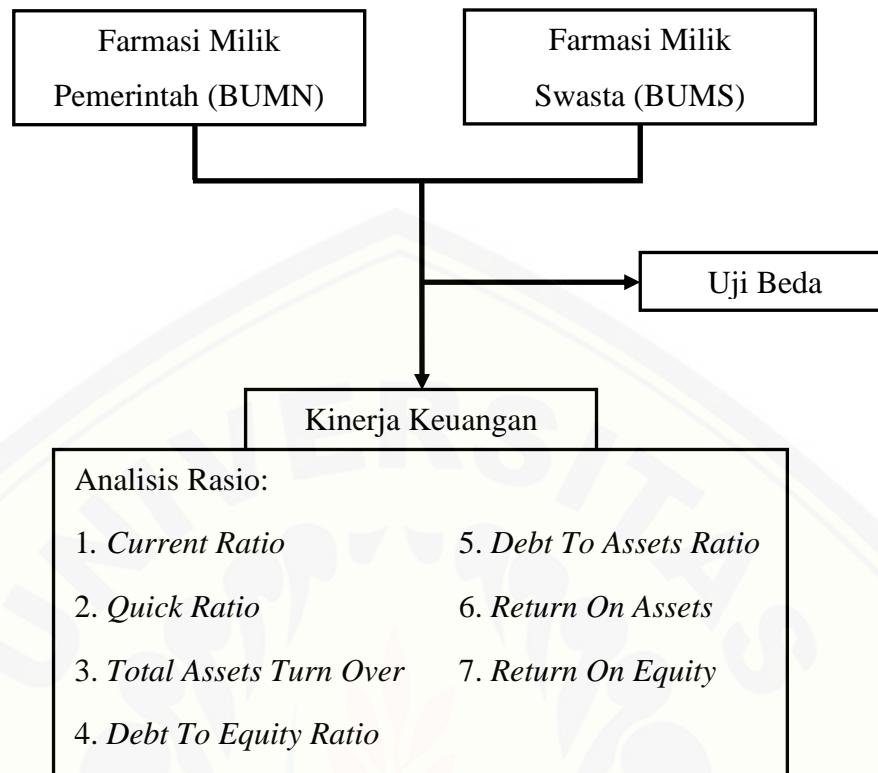 Farmasi Milik
Pemerintah (BUMN)
Farmasi Milik
Swasta (BUMS)
Uji Beda
Kinerja Keuangan
Analisis Rasio:
1. Current Ratio
2. Quick Ratio
3. Total Assets Turn Over
4. Debt To Equity Ratio
5. Debt To Assets Ratio
6. Return On Assets
7. Return On Equity
UNIVERSITAS